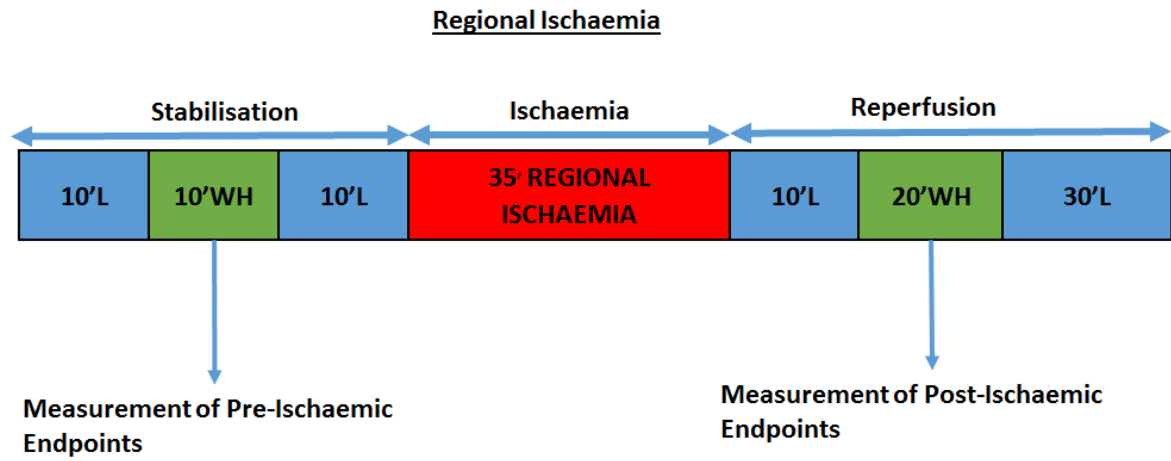 Regional Ischaemia
Stabilisation
Ischaemia
Reperfusion
10’L
10’WH
10’L
35’ REGIONAL
ISCHAEMIA
10’L
20’WH
30’L
Measurement of Pre-Ischaemic
Endpoints
Measurement of Post-Ischaemic
Endpoints